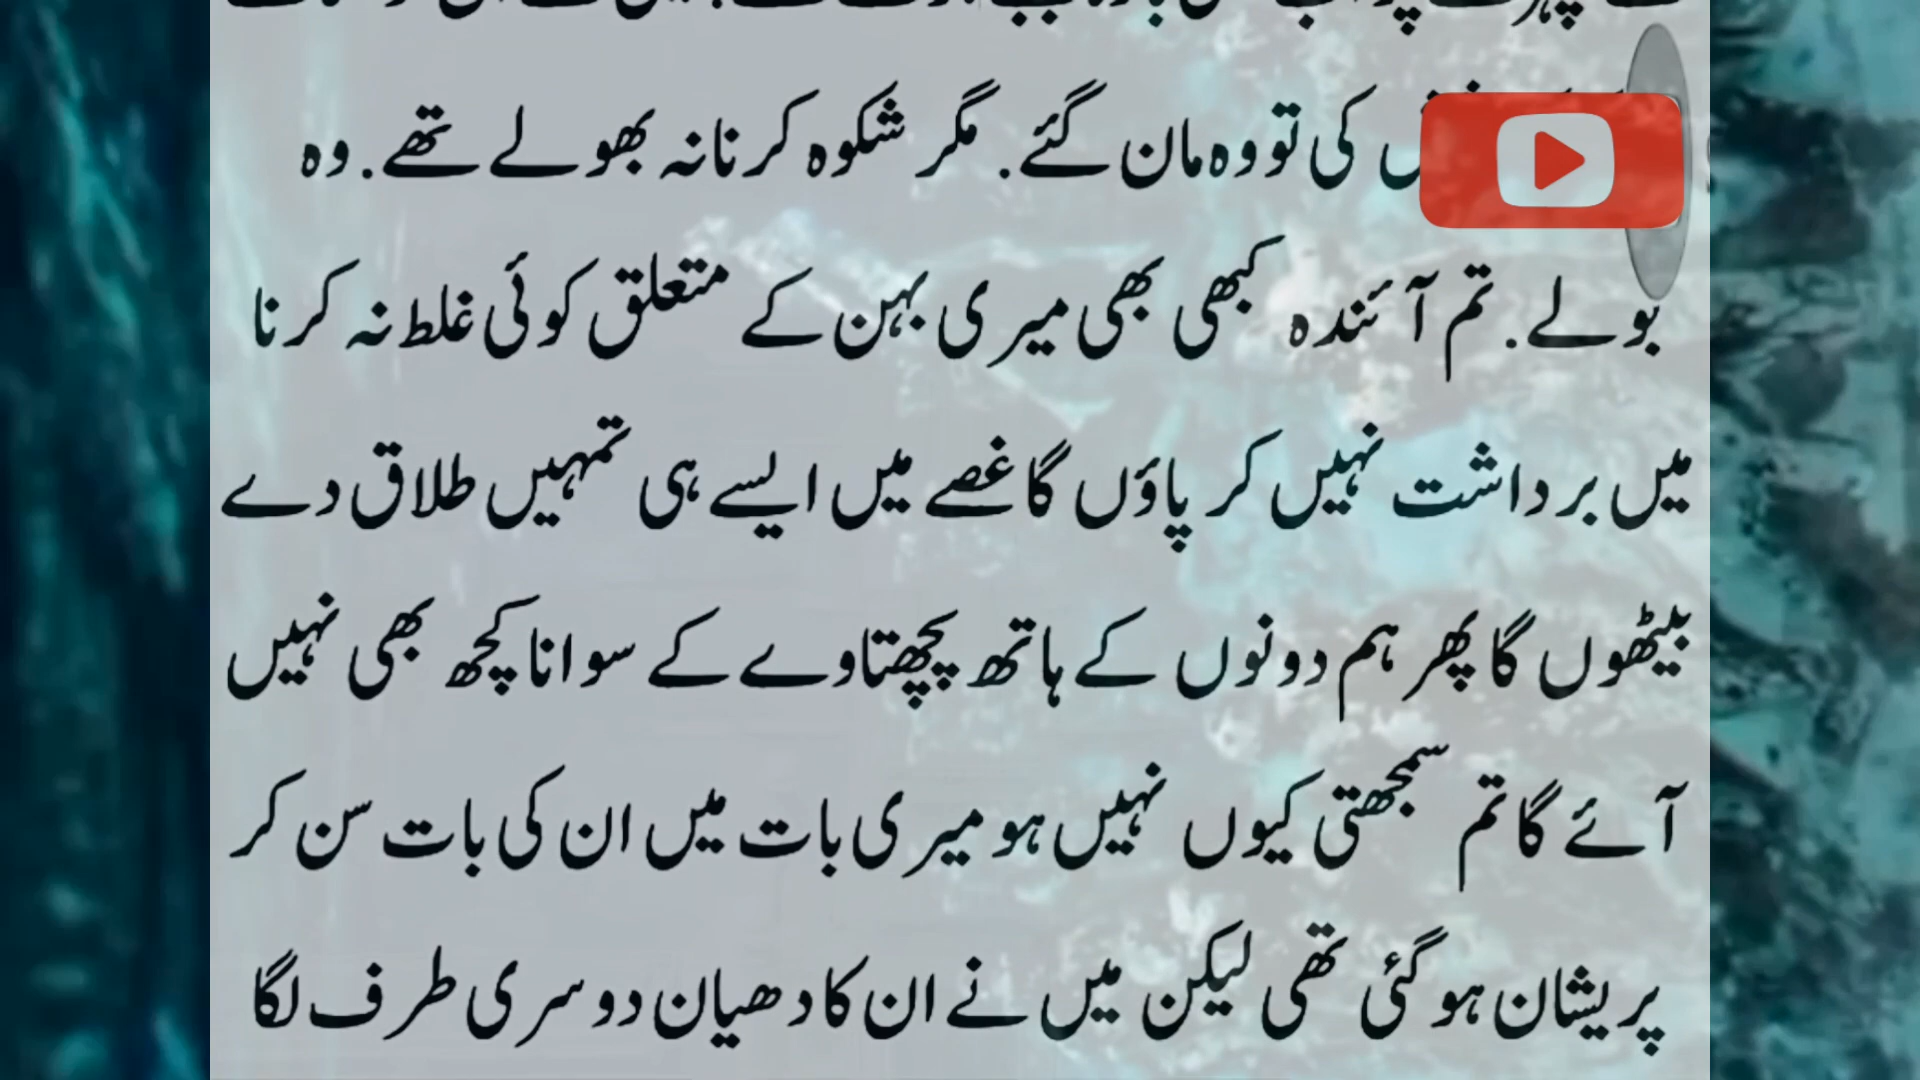 کی تو وہ مان گئے. مگر شکوہ کرنا نہ بھولے تھے. وہ
بولے. تم آئندہ کبھی بھی میری بہن کے متعلق کوئی غلط نہ کرنا
میں برداشت نہیں کر پاؤں گا غصے میں ایسے ہی تمہیں طلاق دے
بیٹھوں گا پھر ہم دونوں کے ہاتھ پچھتاوے کے سوا نا کچھ بھی نہیں
آئے گا تم سمجھتی کیوں نہیں ہو میری بات میں ان کی بات سن کر
پریشان ہو گئی تھی لیکن میں نے ان کا دھیان دوسری طرف لگا